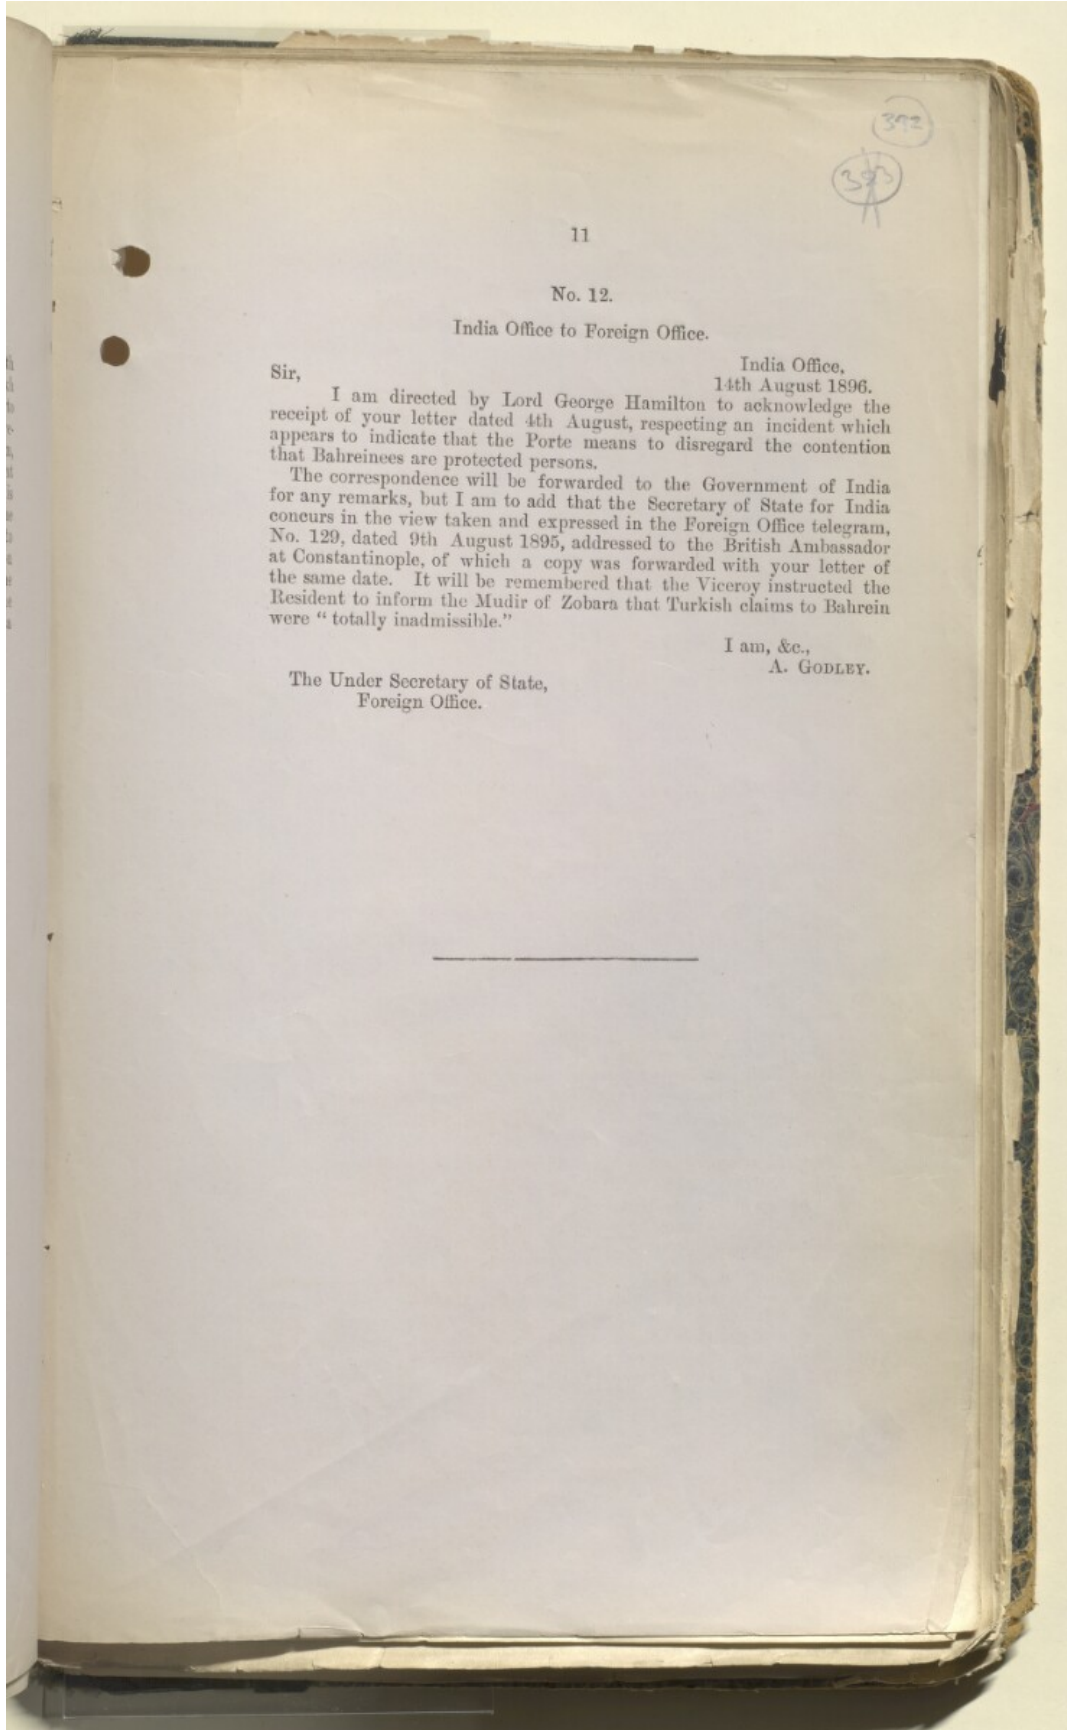 392
393
11
No. 12.
India Office to Foreign Office.
India Office,
14th August 1896.
Sir,
I am directed by Lord George Hamilton to acknowledge the
receipt of your letter dated 4th August, respecting an incident which
appears to indicate that the Porte means to disregard the contention
that Bahreinees are protected persons.
The correspondence will be forwarded to the Government of India
for any remarks, but I am to add that the Secretary of State for India
concurs in the view taken and expressed in the Foreign Office telegram,
No. 129, dated 9th August 1895, addressed to the British Ambassador
at Constantinople, of which a copy was forwarded with your letter of
the same date. It will be remembered that the Viceroy instructed the
Resident to inform the Mudir of Zobara that Turkish claims to Bahrein
were “ totally inadmissible.”
I am, &c.,
A. GODLEY.
The Under Secretary of State,
Foreign Office.